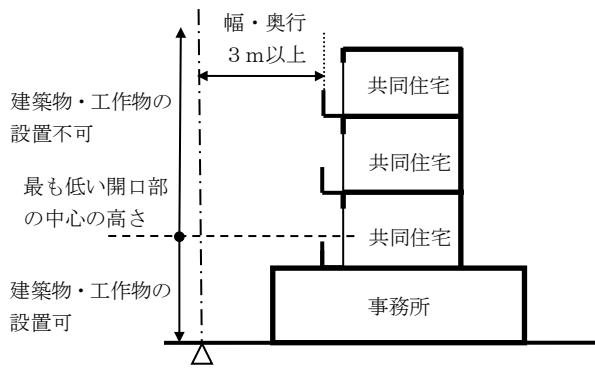 幅・奥行
３ｍ以上
建築物・工作物の
設置不可
共同住宅
共同住宅
最も低い開口部
の中心の高さ
共同住宅
建築物・工作物の
設置可
事務所